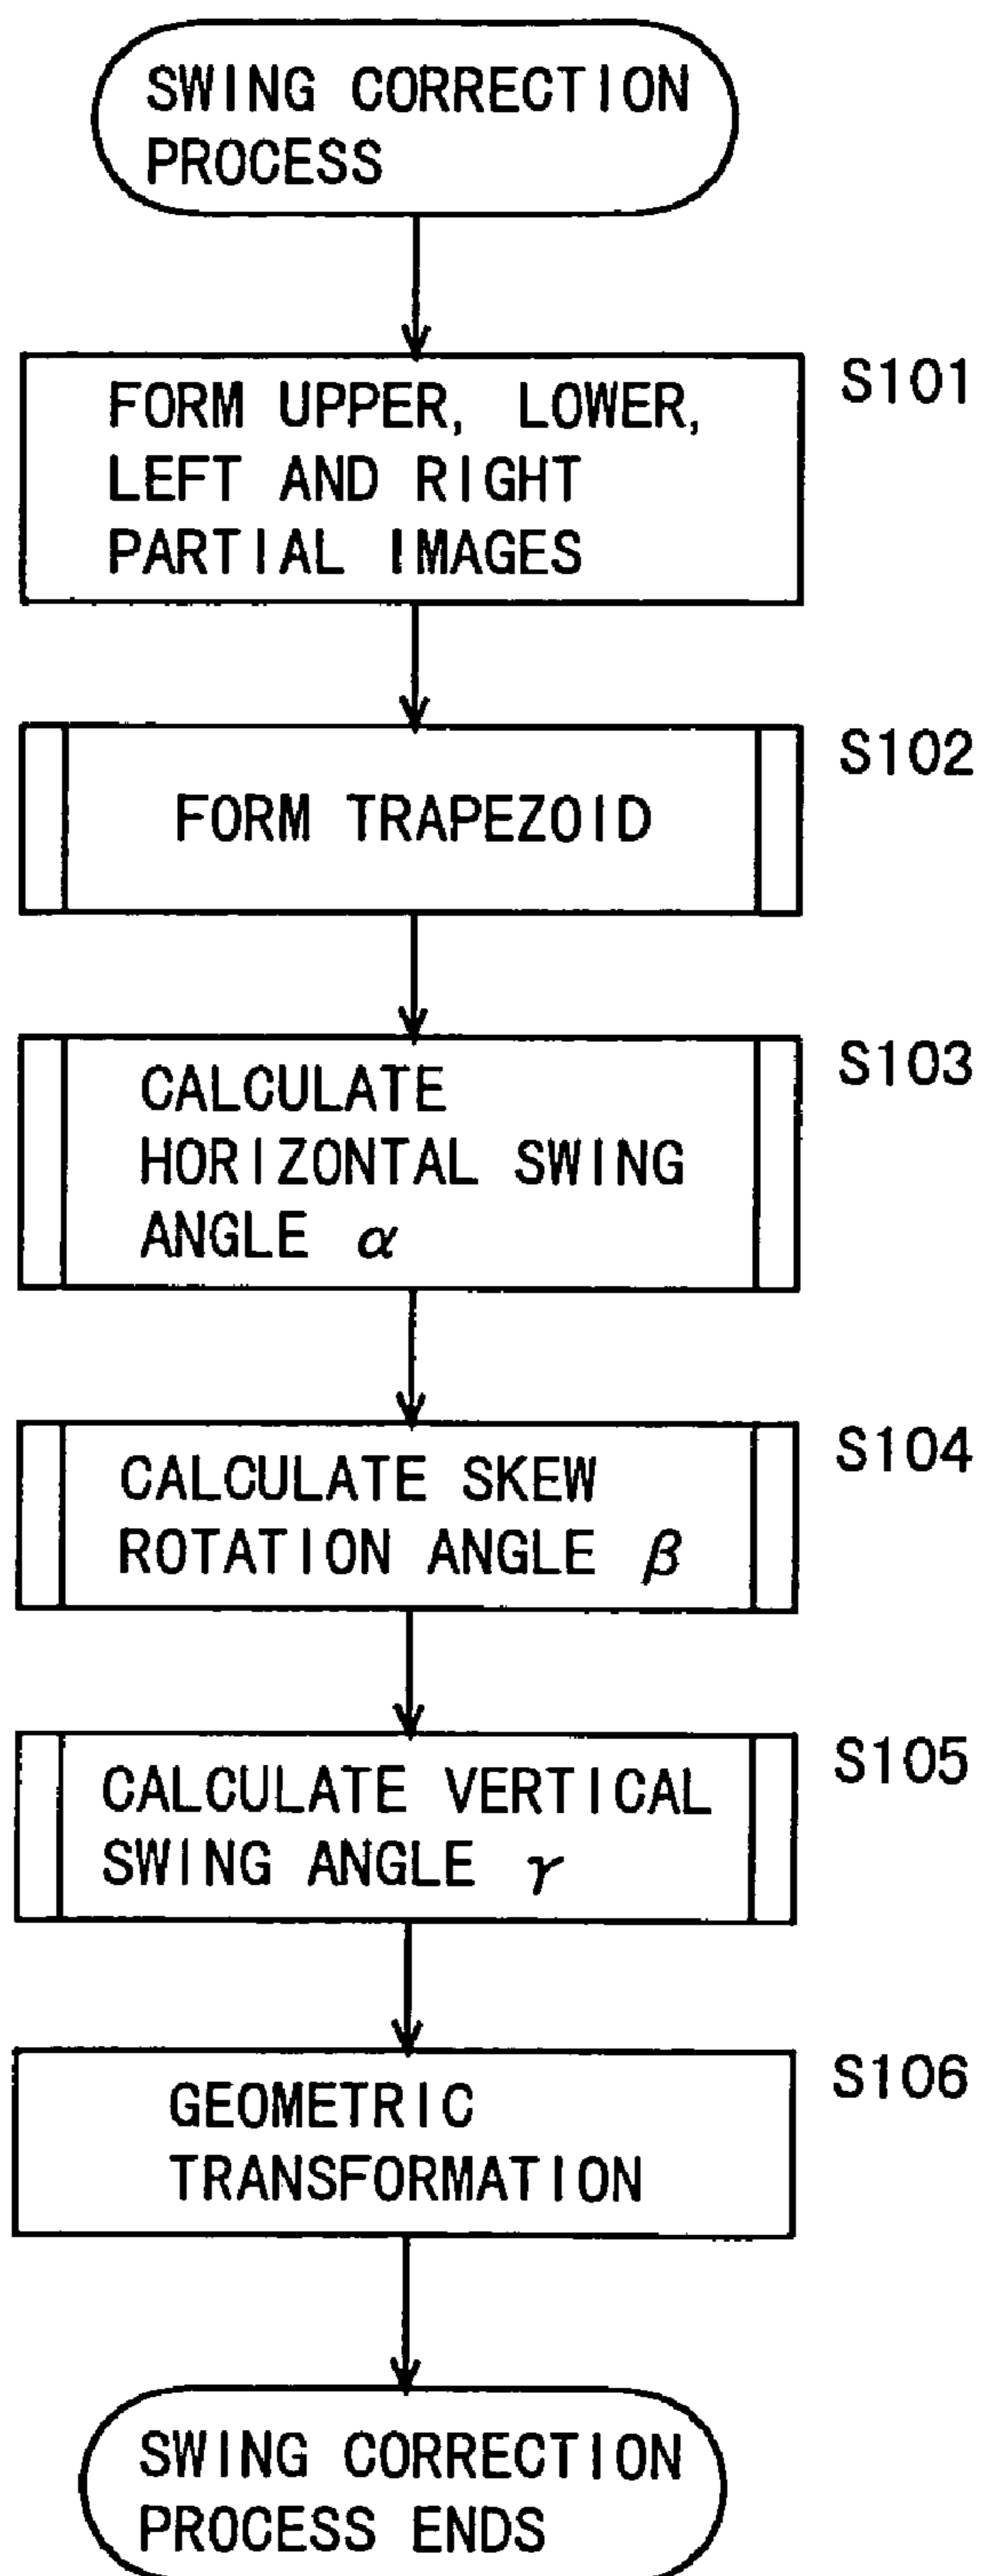 SWING CORRECTION
PROCESS
S101
FORM UPPER, LOWER,
LEFT AND RIGHT
PARTIAL IMAGES
S102
FORM TRAPEZOID
S103
CALCULATE
HORIZONTAL SWING
ANGLE α
S104
CALCULATE SKEW
ROTATION ANGLE β
S105
CALCULATE VERTICAL
SWING ANGLE γ
S106
GEOMETRIC
TRANSFORMATION
SWING CORRECTION
PROCESS ENDS